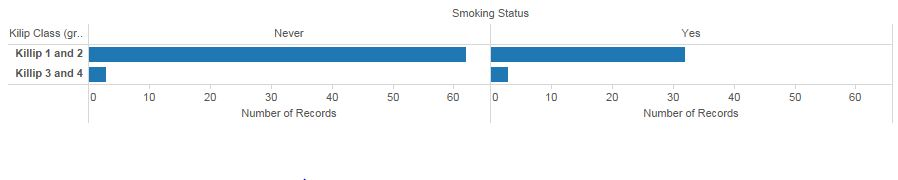 Smoking Status
Kilip Class (gr.. Never Yes
Killip 1 and 2
Killip 3 and 4
0 10 20 30 40 50 60 0 10 20 30 40 50 60
Number of Records Number of Records